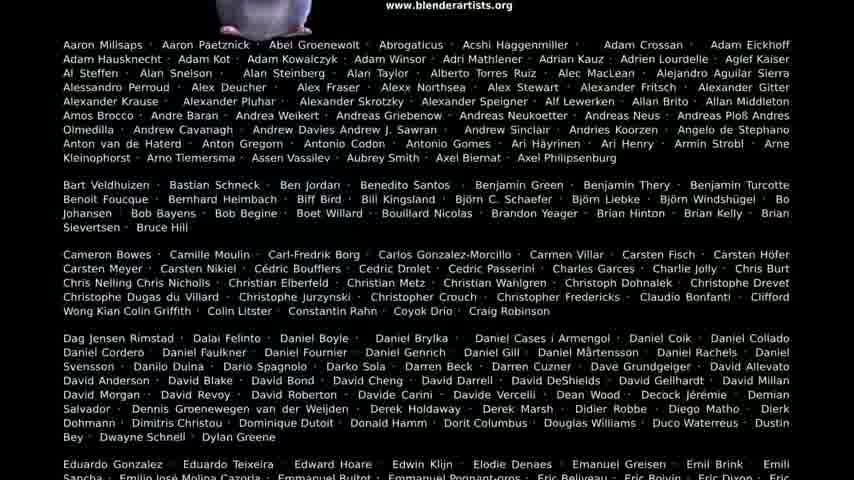 www.blenderartists.org
Aaron Millsaps · Aaron Paetznick · Abel Groenewolt · Abrogaticus · Acshi Haggenmiller · Adam Crossan · Adam Eickhoff
Adam Hausknecht · Adam Kot · Adam Kowalczyk · Adam Winsor · Adri Mathlener · Adrian Kauz · Adrien Lourdelle · Aglef Kaiser
Al Steffen · Alan Snelson · Alan Steinberg · Alan Taylor · Alberto Torres Ruiz · Alec MacLean · Alejandro Aguilar Sierra
Alessandro Perroud · Alex Deucher · Alex Fraser · Alexx Northsea · Alex Stewart · Alexander Fritsch · Alexander Gitter
Alexander Krause · Alexander Pluhar · Alexander Skrotzky · Alexander Speigner · Alf Lewerken · Allan Brito · Allan Middleton
Amos Brocco · Andre Baran · Andrea Weikert · Andreas Griebenow · Andreas Neukoetter · Andreas Neus · Andreas Ploß Andres
Olmedilla · Andrew Cavanagh · Andrew Davies Andrew J. Sawran · Andrew Sinclair · Andries Koorzen · Angelo de Stephano
Anton van de Haterd · Anton Gregorn · Antonio Codon · Antonio Gomes · Ari Häyrinen · Ari Henry · Armin Strobl · Arne
Kleinophorst · Arno Tiemersma · Assen Vassilev · Aubrey Smith · Axel Biernat · Axel Philipsenburg
Bart Veldhuizen · Bastian Schneck · Ben Jordan · Benedito Santos · Benjamin Green · Benjamin Thery · Benjamin Turcotte
Benoit Foucque · Bernhard Heimbach · Biff Bird · Bill Kingsland · Björn C. Schaefer · Björn Liebke · Björn Windshügel · Bo
Johansen · Bob Bayens · Bob Begine · Boet Willard · Bouillard Nicolas · Brandon Yeager · Brian Hinton · Brian Kelly · Brian
Sievertsen · Bruce Hill
Cameron Bowes · Camille Moulin · Carl-Fredrik Borg · Carlos Gonzalez-Morcillo · Carmen Villar · Carsten Fisch · Carsten Höfer
Carsten Meyer · Carsten Nikiel · Cédric Boufflers · Cedric Drolet · Cedric Passerini · Charles Garces · Charlie Jolly · Chris Burt
Chris Nelling Chris Nicholls · Christian Elberfeld · Christian Metz · Christian Wahlgren · Christoph Dohnalek · Christophe Drevet
Christophe Dugas du Villard · Christophe Jurzynski · Christopher Crouch · Christopher Fredericks · Claudio Bonfanti · Clifford
Wong Kian Colin Griffith · Colin Litster · Constantin Rahn · Coyok Drio · Craig Robinson
Dag Jensen Rimstad · Dalai Felinto · Daniel Boyle · Daniel Brylka · Daniel Cases i Armengol · Daniel Coik · Daniel Collado
Daniel Cordero · Daniel Faulkner · Daniel Fournier · Daniel Genrich · Daniel Gill · Daniel Mårtensson · Daniel Rachels · Daniel
Svensson · Danilo Duina · Dario Spagnolo · Darko Sola · Darren Beck · Darren Cuzner · Dave Grundgeiger · David Allevato
David Anderson · David Blake · David Bond · David Cheng · David Darrell · David DeShields · David Gellhardt · David Millan
David Morgan · David Revoy · David Roberton · Davide Carini · Davide Vercelli · Dean Wood · Decock Jérémie · Demian
Salvador · Dennis Groenewegen van der Weijden · Derek Holdaway · Derek Marsh · Didier Robbe · Diego Matho · Dierk
Dohmann · Dimitris Christou · Dominique Dutoit · Donald Hamm · Dorit Columbus · Douglas Williams · Duco Waterreus · Dustin
Bey · Dwayne Schnell · Dylan Greene
Eduardo Gonzalez · Eduardo Teixeira · Edward Hoare · Edwin Klijn · Elodie Denaes · Emanuel Greisen · Emil Brink · Emili
Sancha · Emilio José Molina Cazorla · Emmanuel Bultot · Emmanuel Poqnant-gros · Eric Beliveau · Eric Boivin · Eric Dixon · Eric